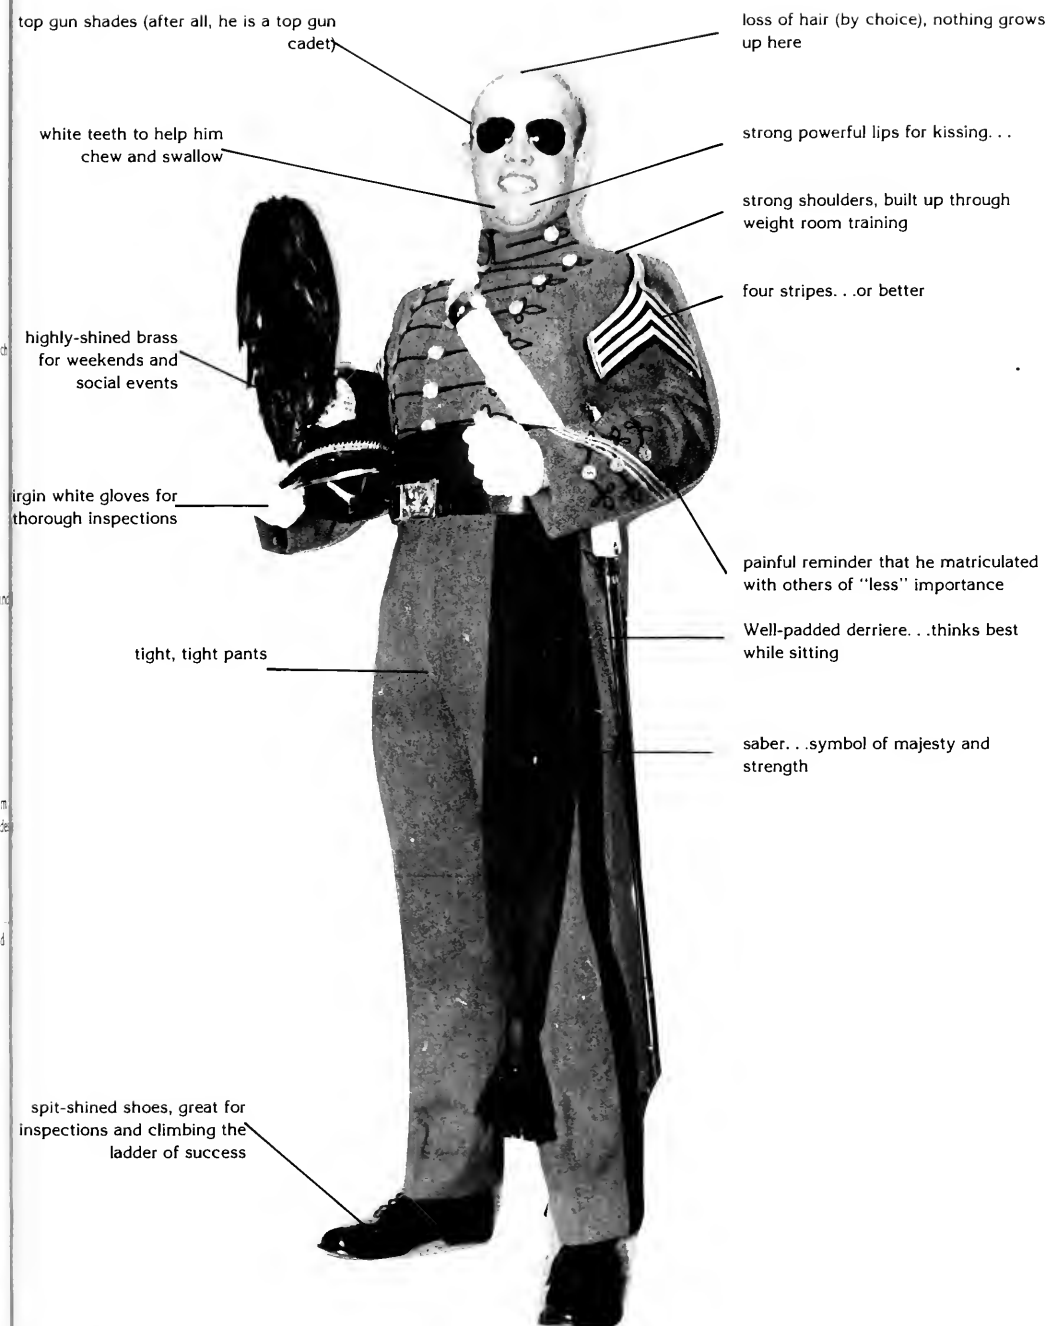 top gun shades (after all, he is a top gun
cadet)
white teeth to help him
chew and swallow
highly-shined brass
for weekends and
social events
irgin white gloves for
thorough inspections
tight, tight pants
spit-shined shoes, great for
inspections and climbing the
ladder of success
loss of hair (by choice), nothing grows
up here
strong powerful lips for kissing. . .
strong shoulders, built up through
weight room training
four stripes. . .or better
painful reminder that he matriculated
with others of "less" importance
Well-padded derriere. . .thinks best
while sitting
saber. . .symbol of majesty and
strength